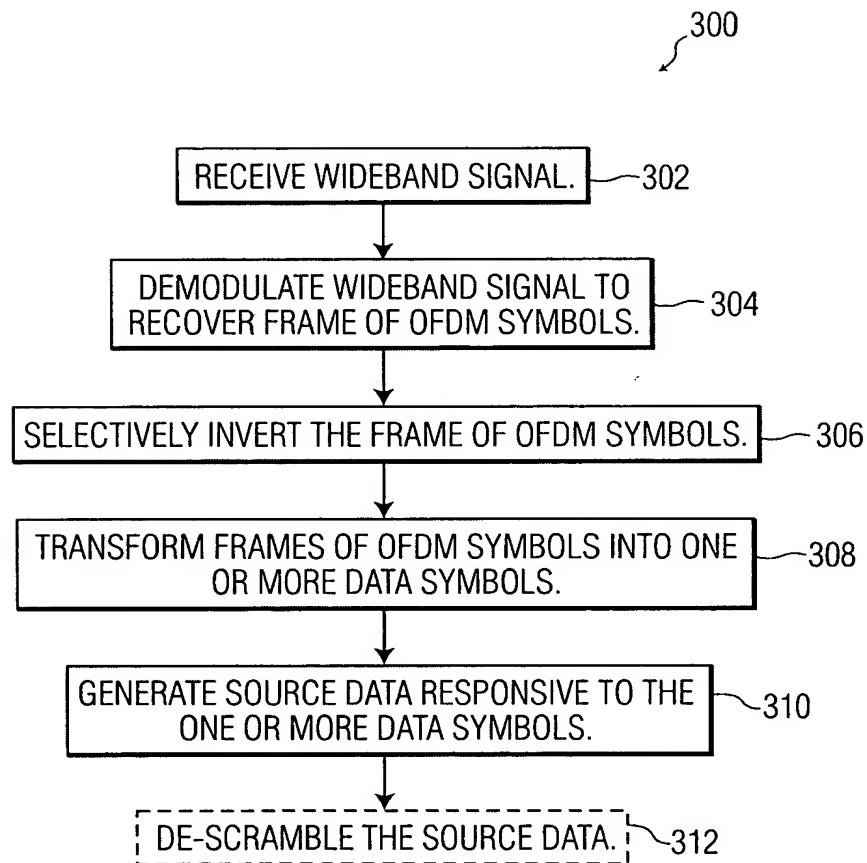 300
RECEIVE WIDEBAND SIGNAL.
302
DEMODULATE WIDEBAND SIGNAL TO
RECOVER FRAME OF OFDM SYMBOLS.
304
SELECTIVELY INVERT THE FRAME OF OFDM SYMBOLS.
306
TRANSFORM FRAMES OF OFDM SYMBOLS INTO ONE
OR MORE DATA SYMBOLS.
308
GENERATE SOURCE DATA RESPONSIVE TO THE
ONE OR MORE DATA SYMBOLS.
310
DE-SCRAMBLE THE SOURCE DATA.
312